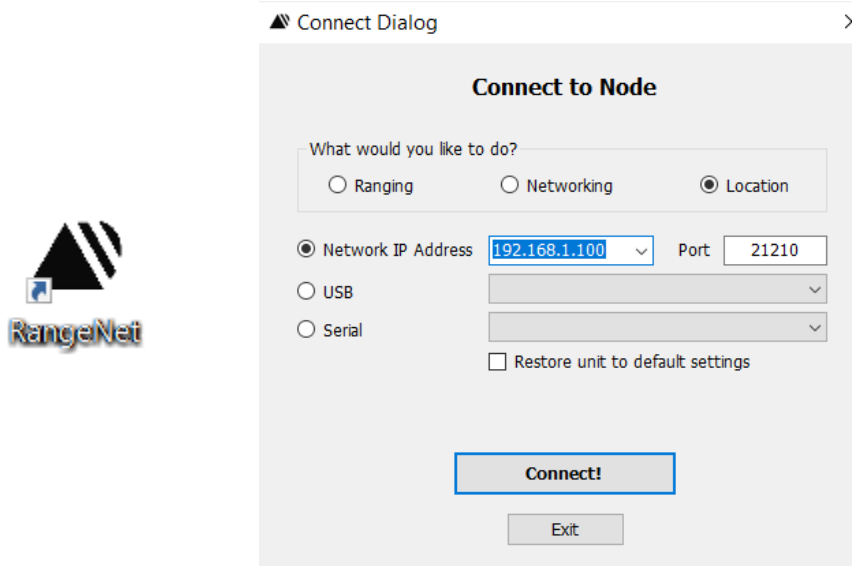 Connect Dialog
Connect to Node
What would you like to do?
Ranging Networking Location
Network IP Address 192.168.1.100 Port 21210
USB
Serial
Restore unit to default settings
Connect!
Exit
RangeNet